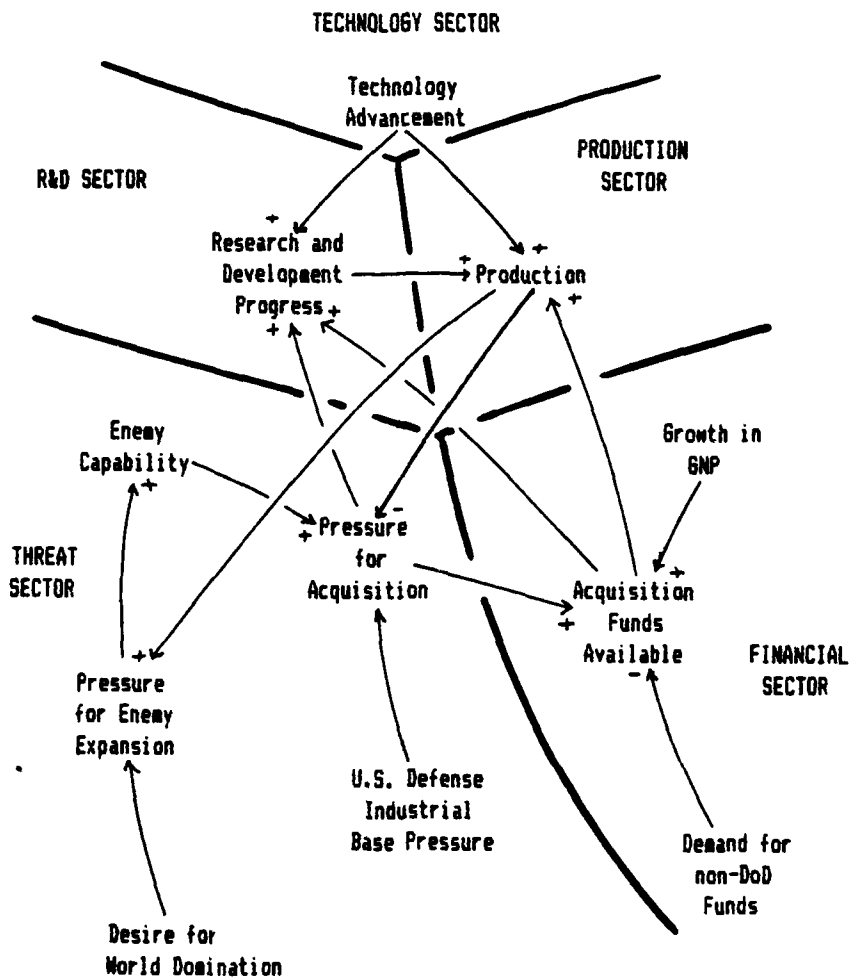 TECHNOLOGY SECTOR
Technology
Advancement
PRODUCTION
SECTOR
R&D SECTOR
+
Research and
Development
Progress
+
+
+
Production
+
+
Enemy
Capability
+
Growth in
GNP
THREAT
SECTOR
-
+
Pressure
for
Acquisition
+
Acquisition
Funds
Available
+
-
FINANCIAL
SECTOR
+
Pressure
for Enemy
Expansion
U.S. Defense
Industrial
Base Pressure
Demand for
non-DoD
Funds
Desire for
World Domination